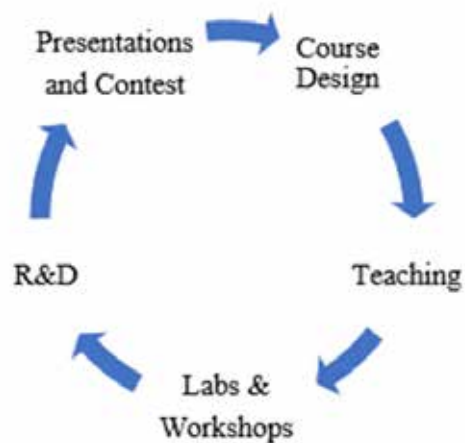 Presentations
and Contest
Course
Design
Teaching
Labs &
Workshops
R&D